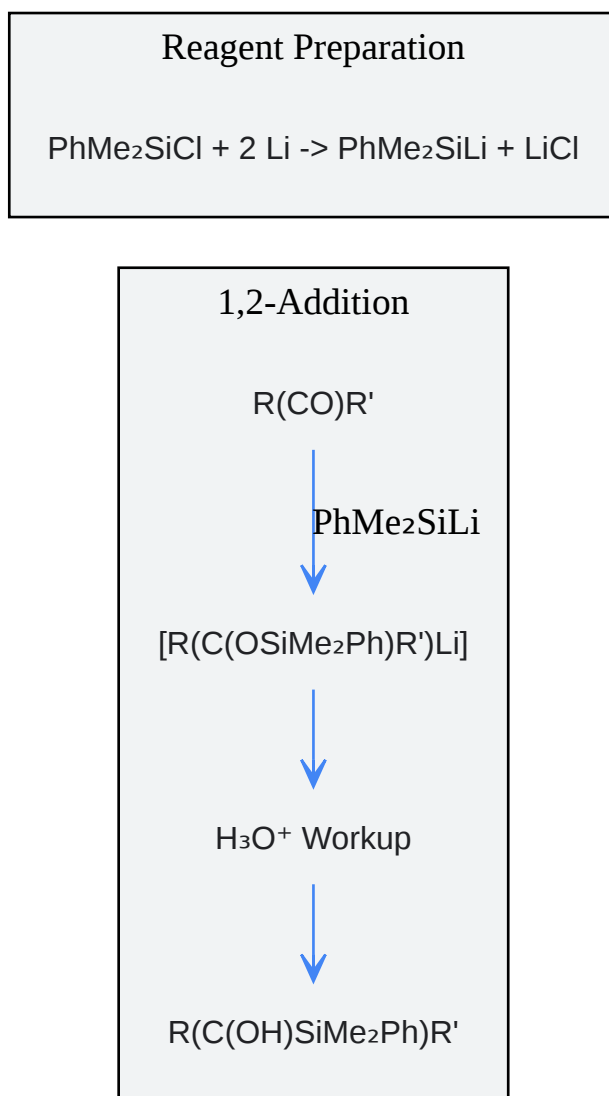 Reagent Preparation
PhMe₂SiCl + 2 Li -> PhMe₂SiLi + LiCl
1,2-Addition
R(CO)R'
PhMe₂SiLi
[R(C(OSiMe₂Ph)R')Li]
H₃O⁺ Workup
R(C(OH)SiMe₂Ph)R'